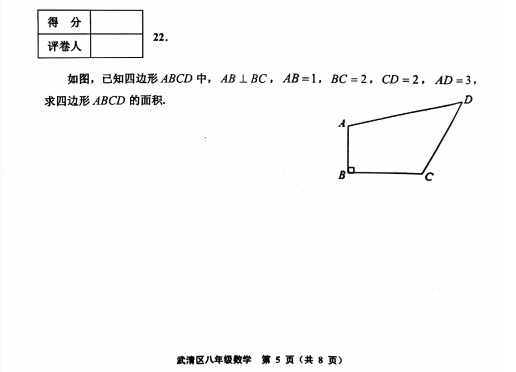 得 分
评卷人
22.
如图，已知四边形 ABCD 中，AB⊥BC，AB=1，BC=2，CD=2，AD=3，
求四边形 ABCD 的面积.
D
A
B
C
武清区八年级数学 第 5 页（共 8 页）